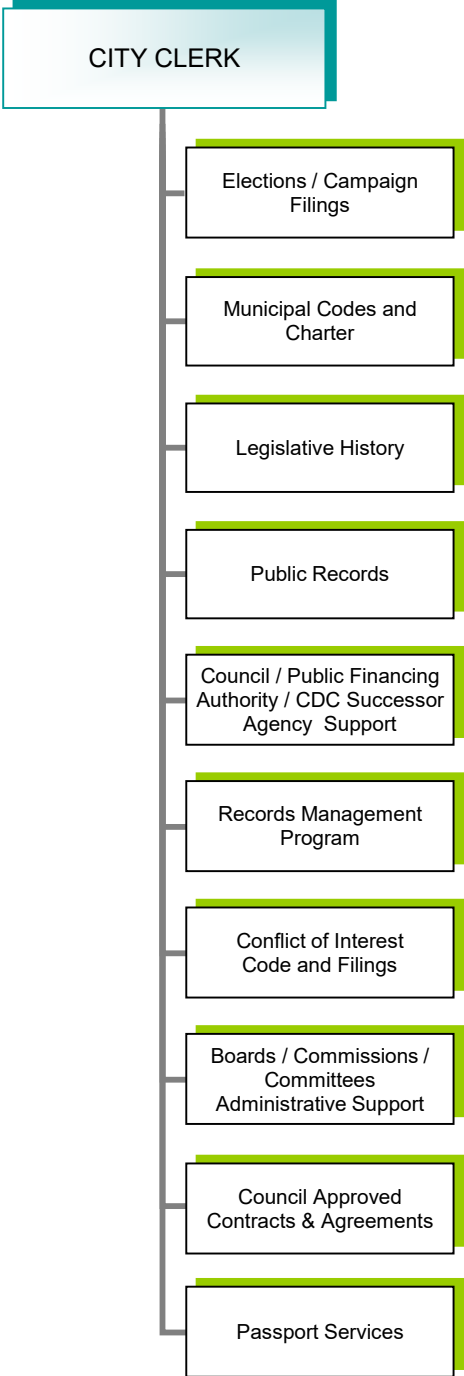 CITY CLERK
Elections / Campaign
Filings
Municipal Codes and
Charter
Legislative History
Public Records
Council / Public Financing
Authority / CDC Successor
Agency  Support
Records Management
Program
Conflict of Interest
Code and Filings
Boards / Commissions /
Committees
Administrative Support
Council Approved
Contracts & Agreements
Passport Services